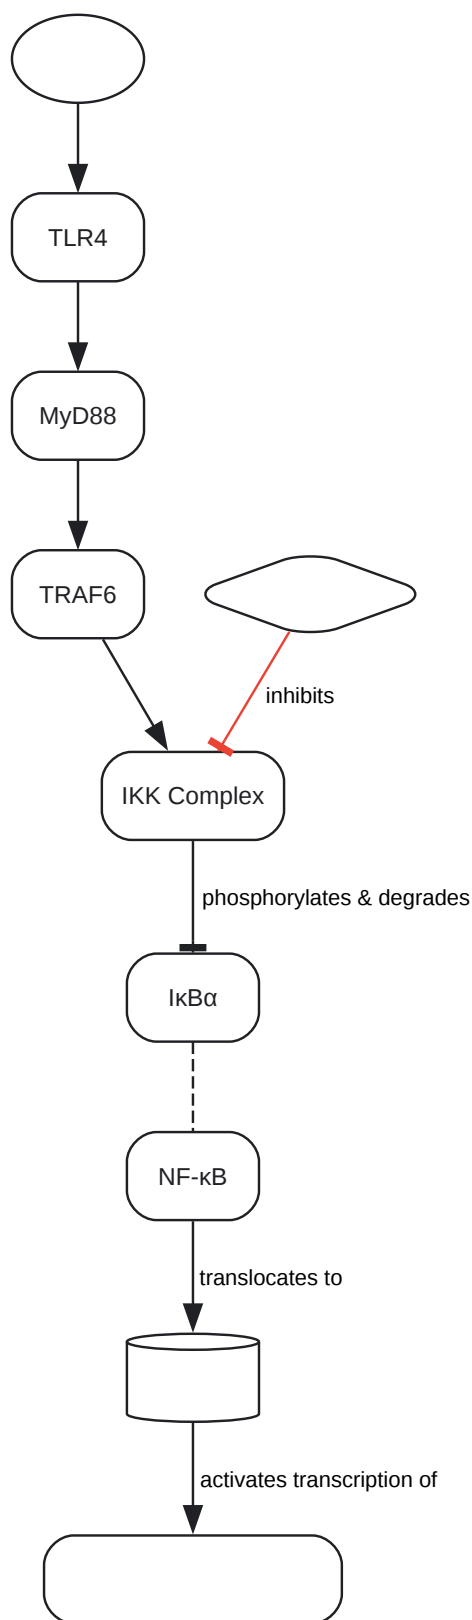 TLR4
MyD88
TRAF6
inhibits
IKK Complex
phosphorylates & degrades
IκBα
NF-κB
translocates to
activates transcription of